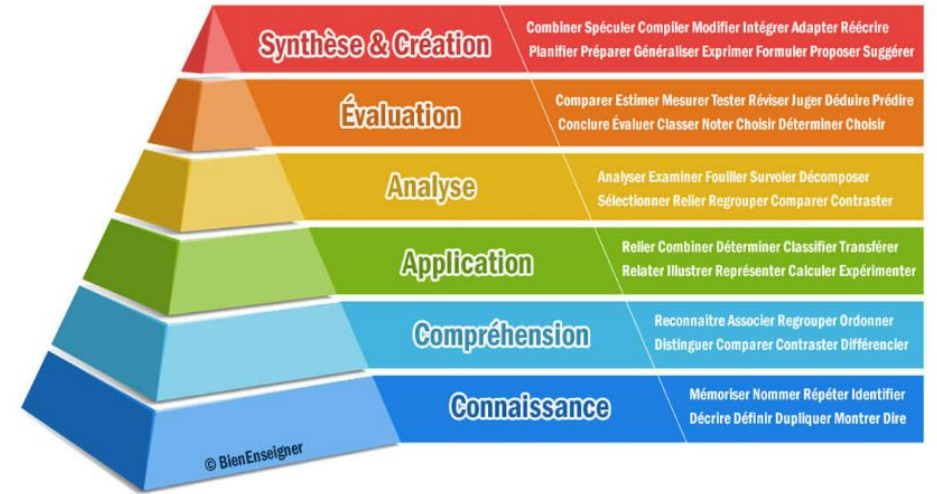 Synthèse & Création
Combiner Spéculer Compiler Modifier Intégrer Adapter Réécrire
Planifier Préparer Généraliser Exprimer Formuler Proposer Suggérer
Évaluation
Comparer Estimer Mesurer Tester Réviser Juger Déduire Prédire
Conclure Évaluer Classer Noter Choisir Déterminer Choisir
Analyse
Analyser Examiner Fouiller Survoler Décomposer
Sélectionner Relier Regrouper Comparer Contraster
Application
Relier Combiner Déterminer Classifier Transférer
Relater Illustrer Représenter Calculer Expérimenter
Compréhension
Reconnaitre Associer Regrouper Ordonner
Distinguer Comparer Contraster Différencier
Connaissance
Mémoriser Nommer Répéter Identifier
Décrire Définir Dupliquer Montrer Dire
© BienEnseigner